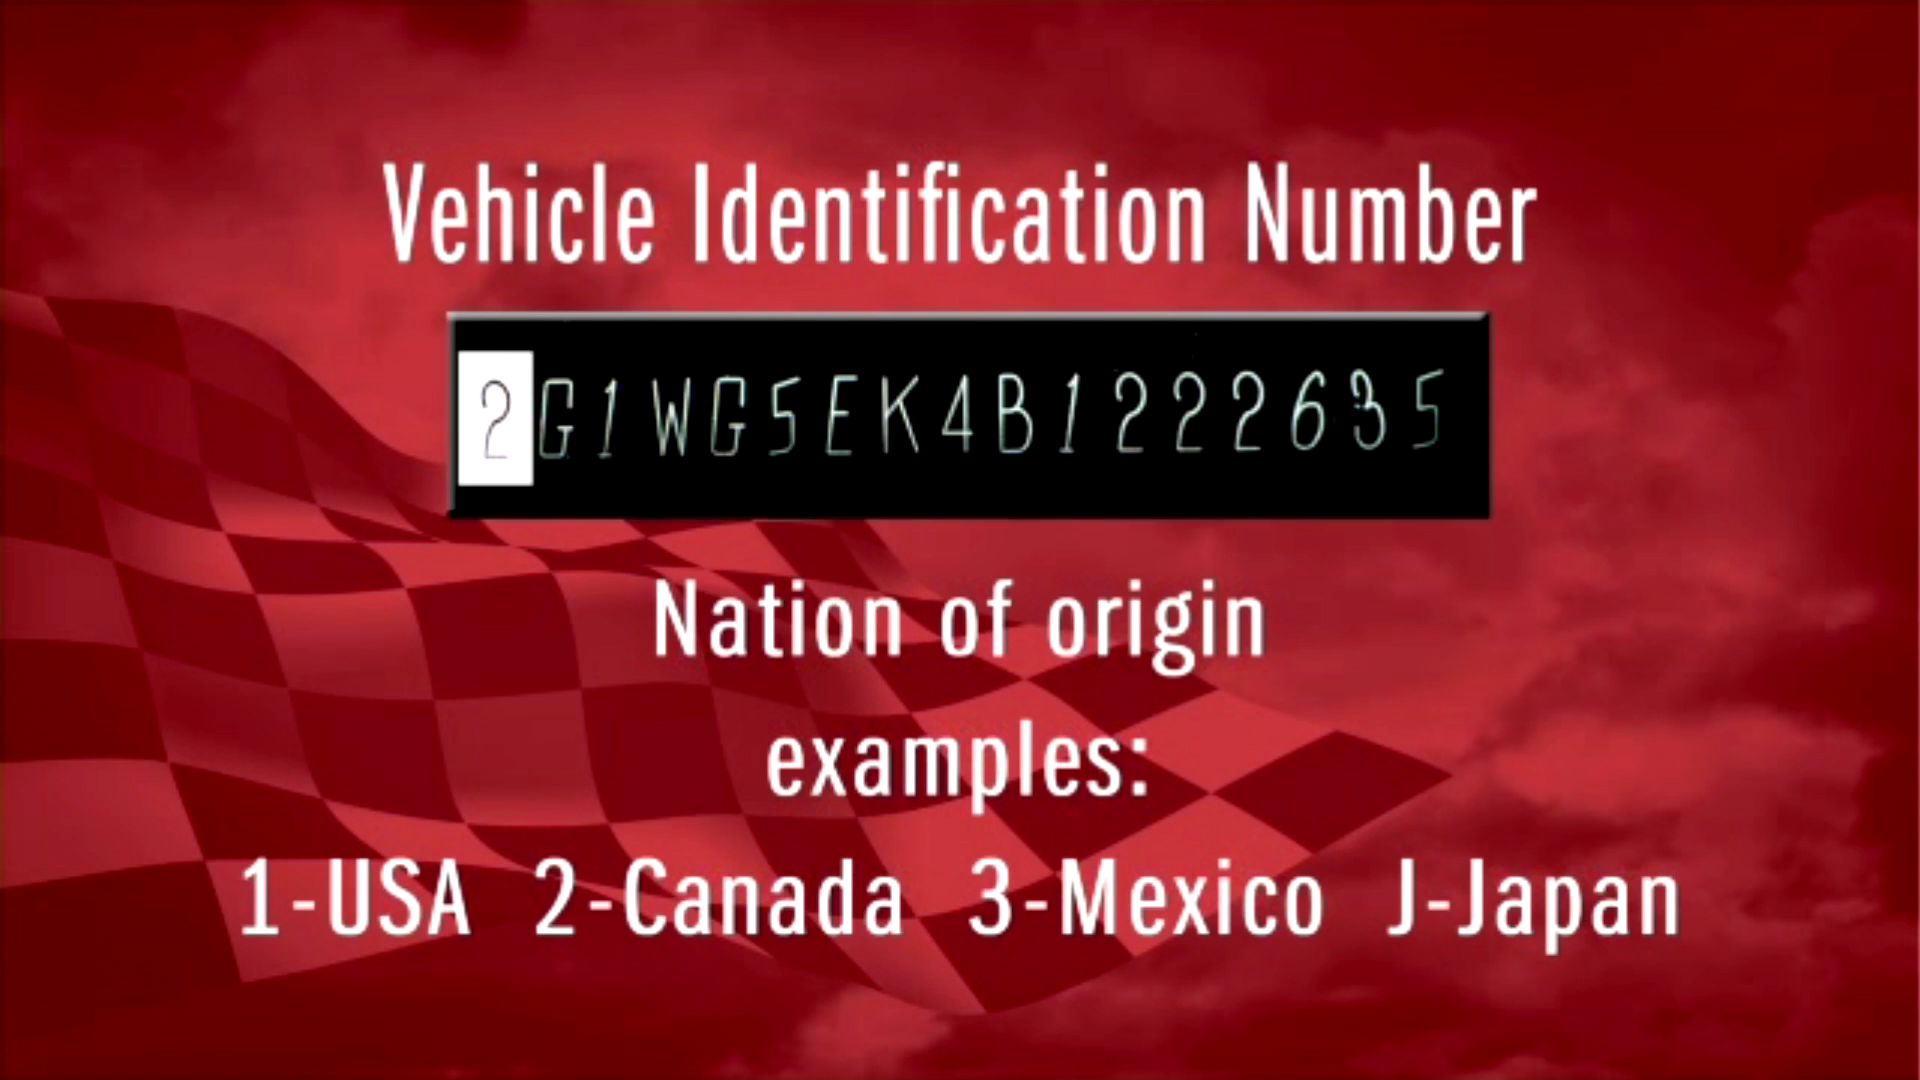 Vehicle Identification Number
2G1WG5EK4B1222635
Nation of origin
examples:
1-USA 2-Canada 3-Mexico J-Japan